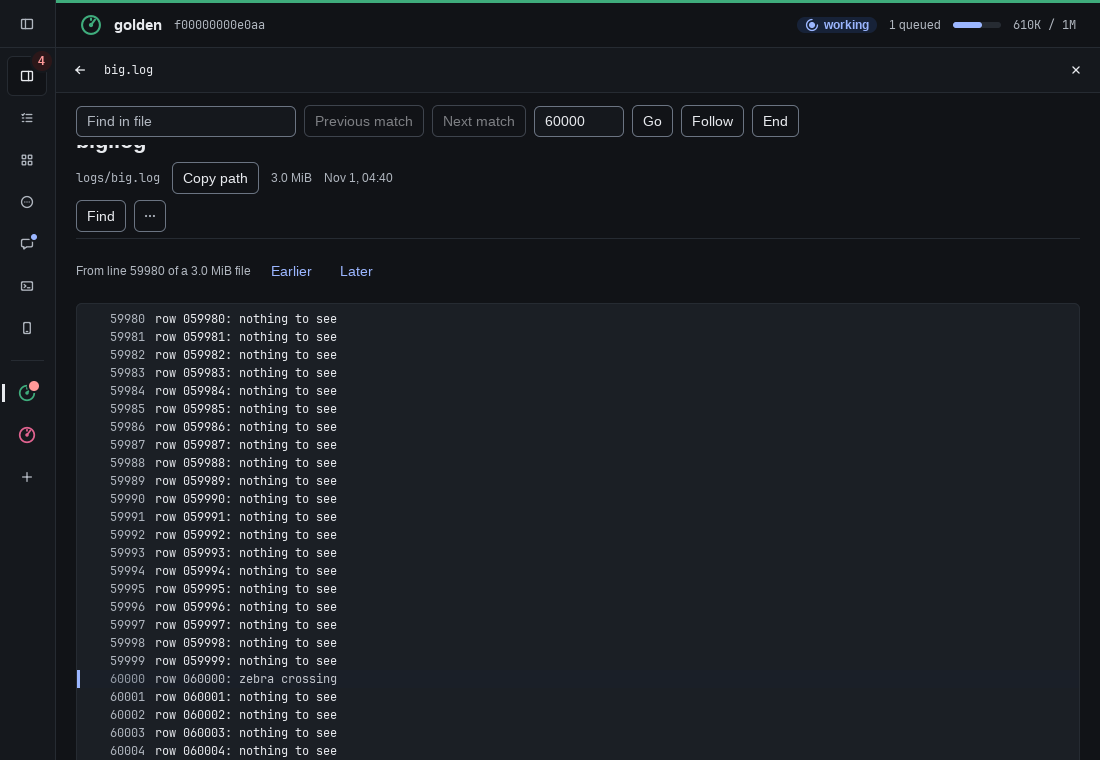 golden f00000000e0aa working 1 queued 610K / 1M
4
big.log
Find in file Previous match Next match 60000 Go Follow End
big.log
logs/big.log Copy path 3.0 MiB Nov 1, 04:40
Find ...
From line 59980 of a 3.0 MiB file Earlier Later
59980 row 059980: nothing to see
59981 row 059981: nothing to see
59982 row 059982: nothing to see
59983 row 059983: nothing to see
59984 row 059984: nothing to see
59985 row 059985: nothing to see
59986 row 059986: nothing to see
59987 row 059987: nothing to see
59988 row 059988: nothing to see
59989 row 059989: nothing to see
59990 row 059990: nothing to see
59991 row 059991: nothing to see
59992 row 059992: nothing to see
59993 row 059993: nothing to see
59994 row 059994: nothing to see
59995 row 059995: nothing to see
59996 row 059996: nothing to see
59997 row 059997: nothing to see
59998 row 059998: nothing to see
59999 row 059999: nothing to see
60000 row 060000: zebra crossing
60001 row 060001: nothing to see
60002 row 060002: nothing to see
60003 row 060003: nothing to see
60004 row 060004: nothing to see